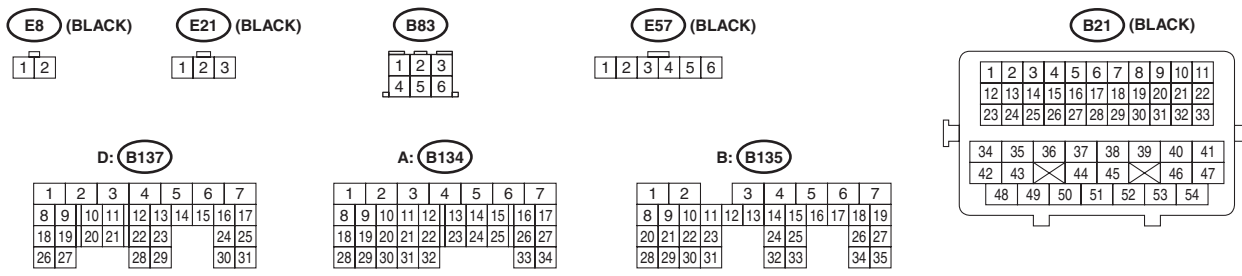 E8 (BLACK)
1 2
E21 (BLACK)
1 2 3
B83
1 2 3
4 5 6
E57 (BLACK)
1 2 3 4 5 6
B21 (BLACK)
1 2 3 4 5 6 7 8 9 10 11
12 13 14 15 16 17 18 19 20 21 22
23 24 25 26 27 28 29 30 31 32 33
34 35 36 37 38 39 40 41
42 43 44 45 46 47
48 49 50 51 52 53 54
D: B137
1 2 3 4 5 6 7
8 9 10 11 12 13 14 15 16 17
18 19 20 21 22 23 24 25
26 27 28 29 30 31
A: B134
1 2 3 4 5 6 7
8 9 10 11 12 13 14 15 16 17
18 19 20 21 22 23 24 25 26 27
28 29 30 31 32 33 34
B: B135
1 2 3 4 5 6 7
8 9 10 11 12 13 14 15 16 17 18 19
20 21 22 23 24 25 26 27
28 29 30 31 32 33 34 35